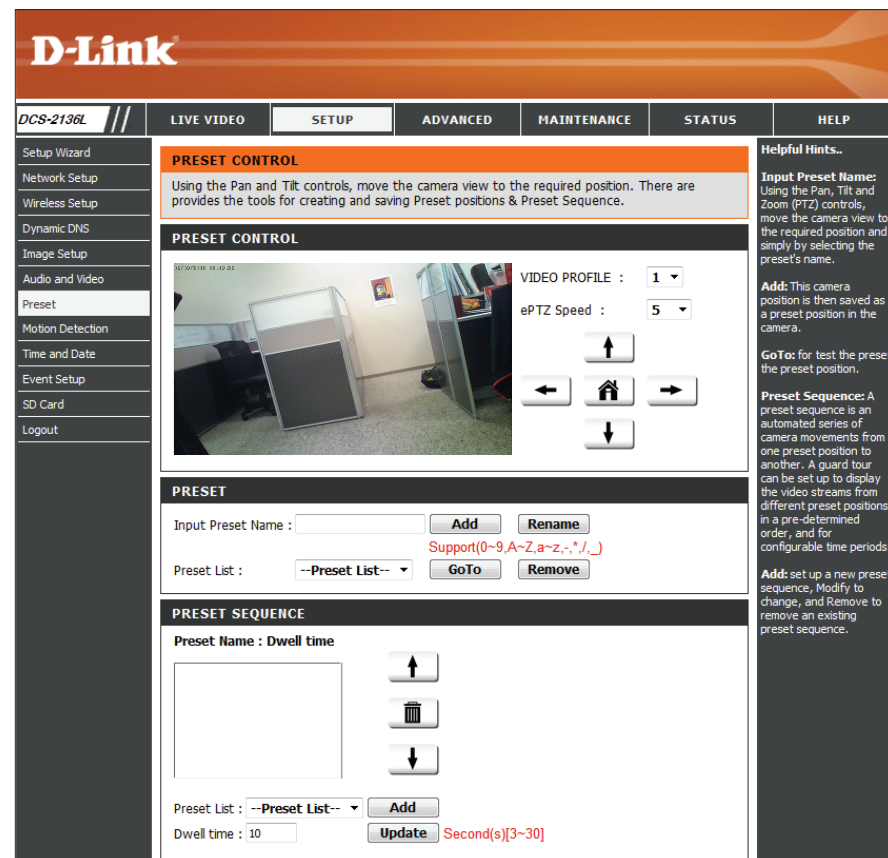 D-Link
DCS-2136L
LIVE VIDEO
SETUP
ADVANCED
MAINTENANCE
STATUS
HELP
Setup Wizard
Network Setup
Wireless Setup
Dynamic DNS
Image Setup
Audio and Video
Preset
Motion Detection
Time and Date
Event Setup
SD Card
Logout
PRESET CONTROL
Using the Pan and Tilt controls, move the camera view to the required position. There are
provides the tools for creating and saving Preset positions & Preset Sequence.
PRESET CONTROL
VIDEO PROFILE : 1
ePTZ Speed : 5
PRESET
Input Preset Name : Add Rename
Support(0~9,A~Z,a~z,-,*,/,_)
Preset List : --Preset List-- GoTo Remove
PRESET SEQUENCE
Preset Name : Dwell time
Preset List : --Preset List-- Add
Dwell time : 10 Update Second(s)[3~30]
Helpful Hints..
Input Preset Name:
Using the Pan, Tilt and
Zoom (PTZ) controls,
move the camera view to
the required position and
simply by selecting the
preset's name.
Add: This camera
position is then saved as
a preset position in the
camera.
GoTo: for test the prese
the preset position.
Preset Sequence: A
preset sequence is an
automated series of
camera movements from
one preset position to
another. A guard tour
can be set up to display
the video streams from
different preset positions
in a pre-determined
order, and for
configurable time periods
Add: set up a new prese
sequence, Modify to
change, and Remove to
remove an existing
preset sequence.